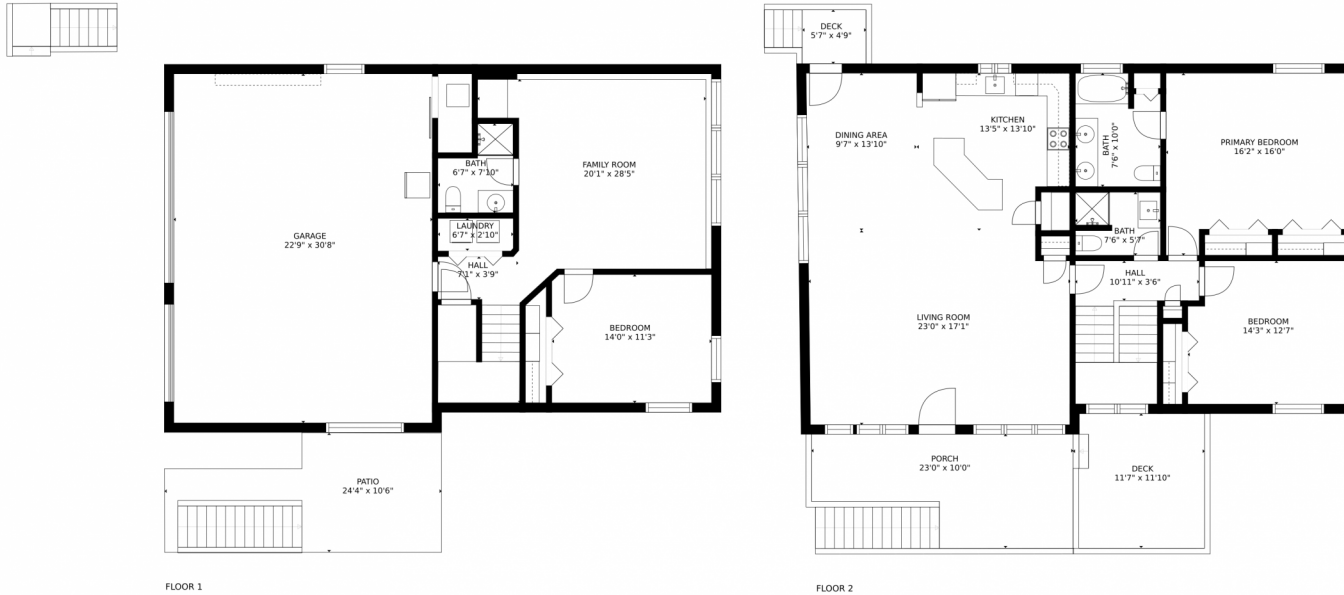 BATH
6'7" x 7'10"
FAMILY ROOM
20'1" x 28'5"
GARAGE
22'9" x 30'8"
LAUNDRY
6'7" x 2'10"
HALL
7'1" x 3'9"
BEDROOM
14'0" x 11'3"
PATIO
24'4" x 10'6"
FLOOR 1
DECK
5'7" x 4'9"
KITCHEN
13'5" x 13'10"
DINING AREA
9'7" x 13'10"
BATH
7'6" x 10'0"
PRIMARY BEDROOM
16'2" x 16'0"
BATH
7'6" x 5'7"
HALL
10'11" x 3'6"
LIVING ROOM
23'0" x 17'1"
BEDROOM
14'3" x 12'7"
PORCH
23'0" x 10'0"
DECK
11'7" x 11'10"
FLOOR 2